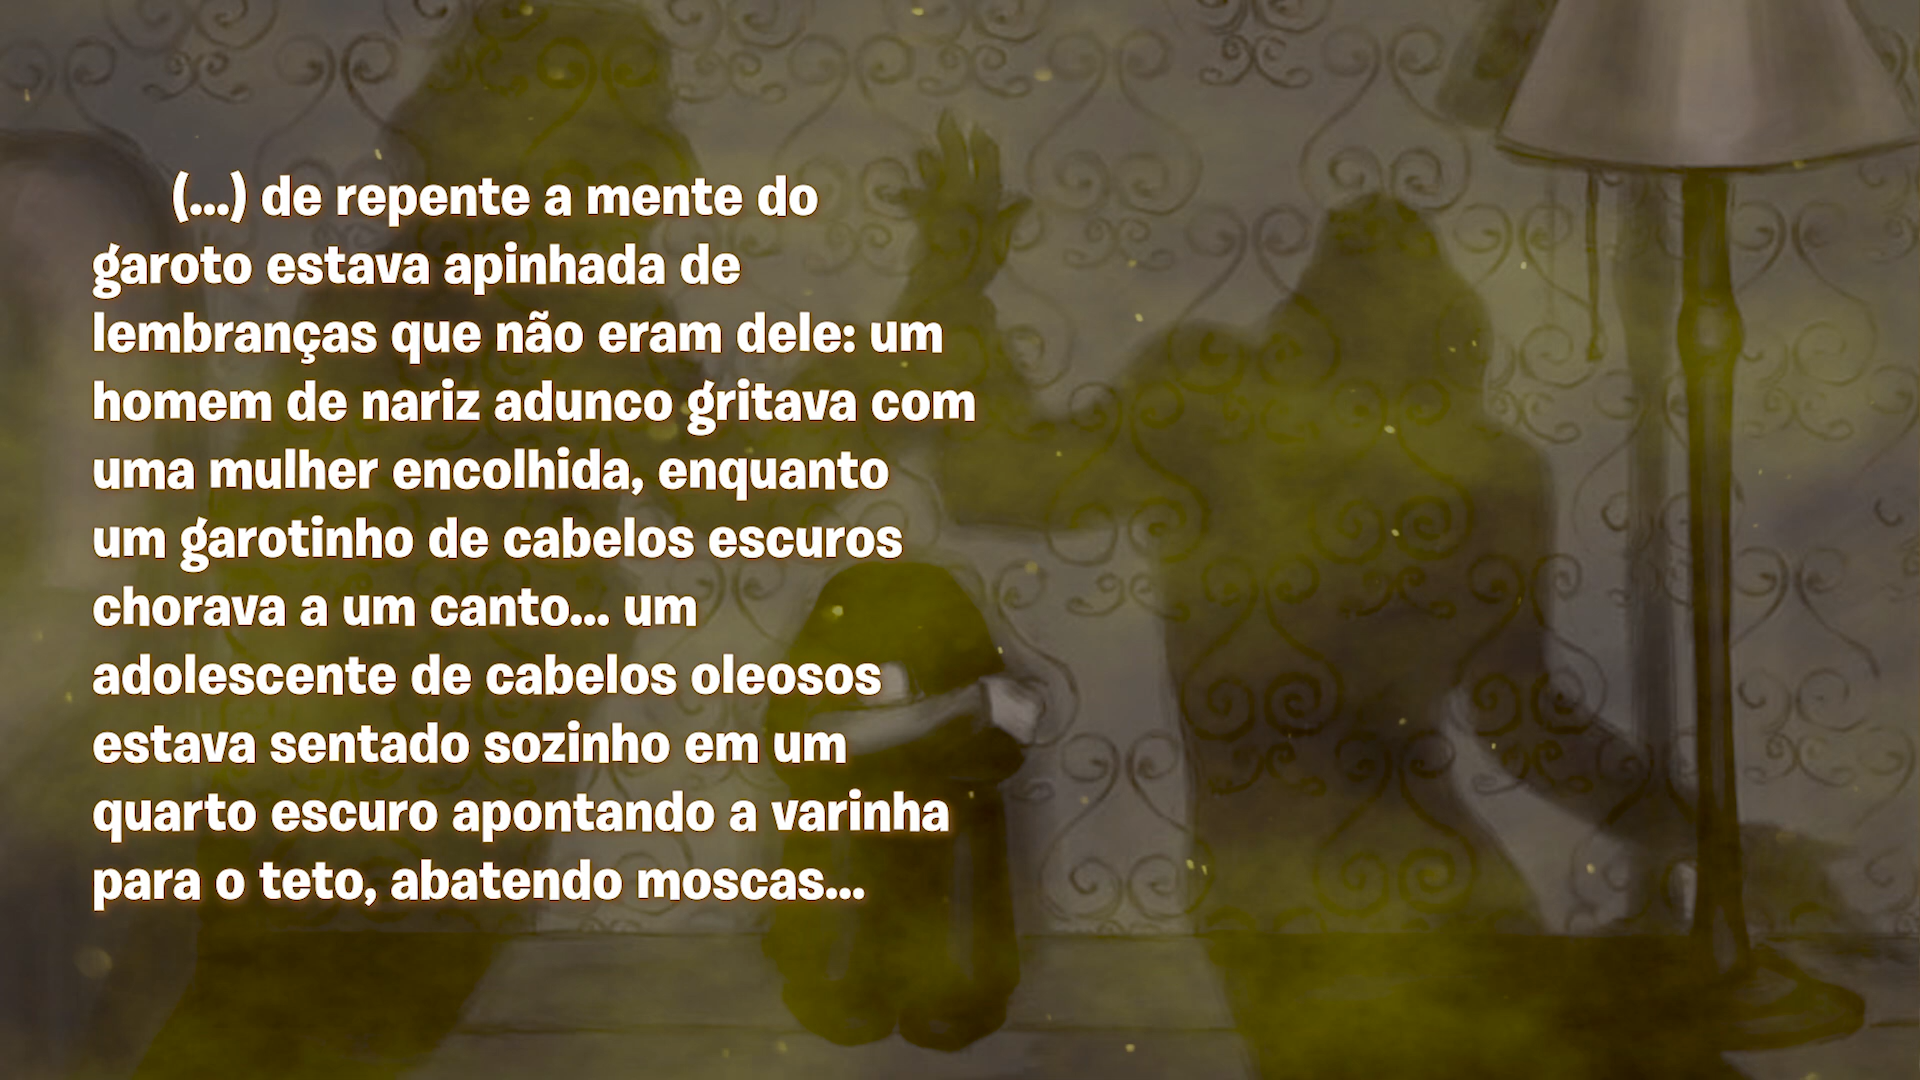 (...) de repente a mente do
garoto estava apinhada de
lembranças que não eram dele: um
homem de nariz adunco gritava com
uma mulher encolhida, enquanto
um garotinho de cabelos escuros
chorava a um canto... um
adolescente de cabelos oleosos
estava sentado sozinho em um
quarto escuro apontando a varinha
para o teto, abatendo moscas...